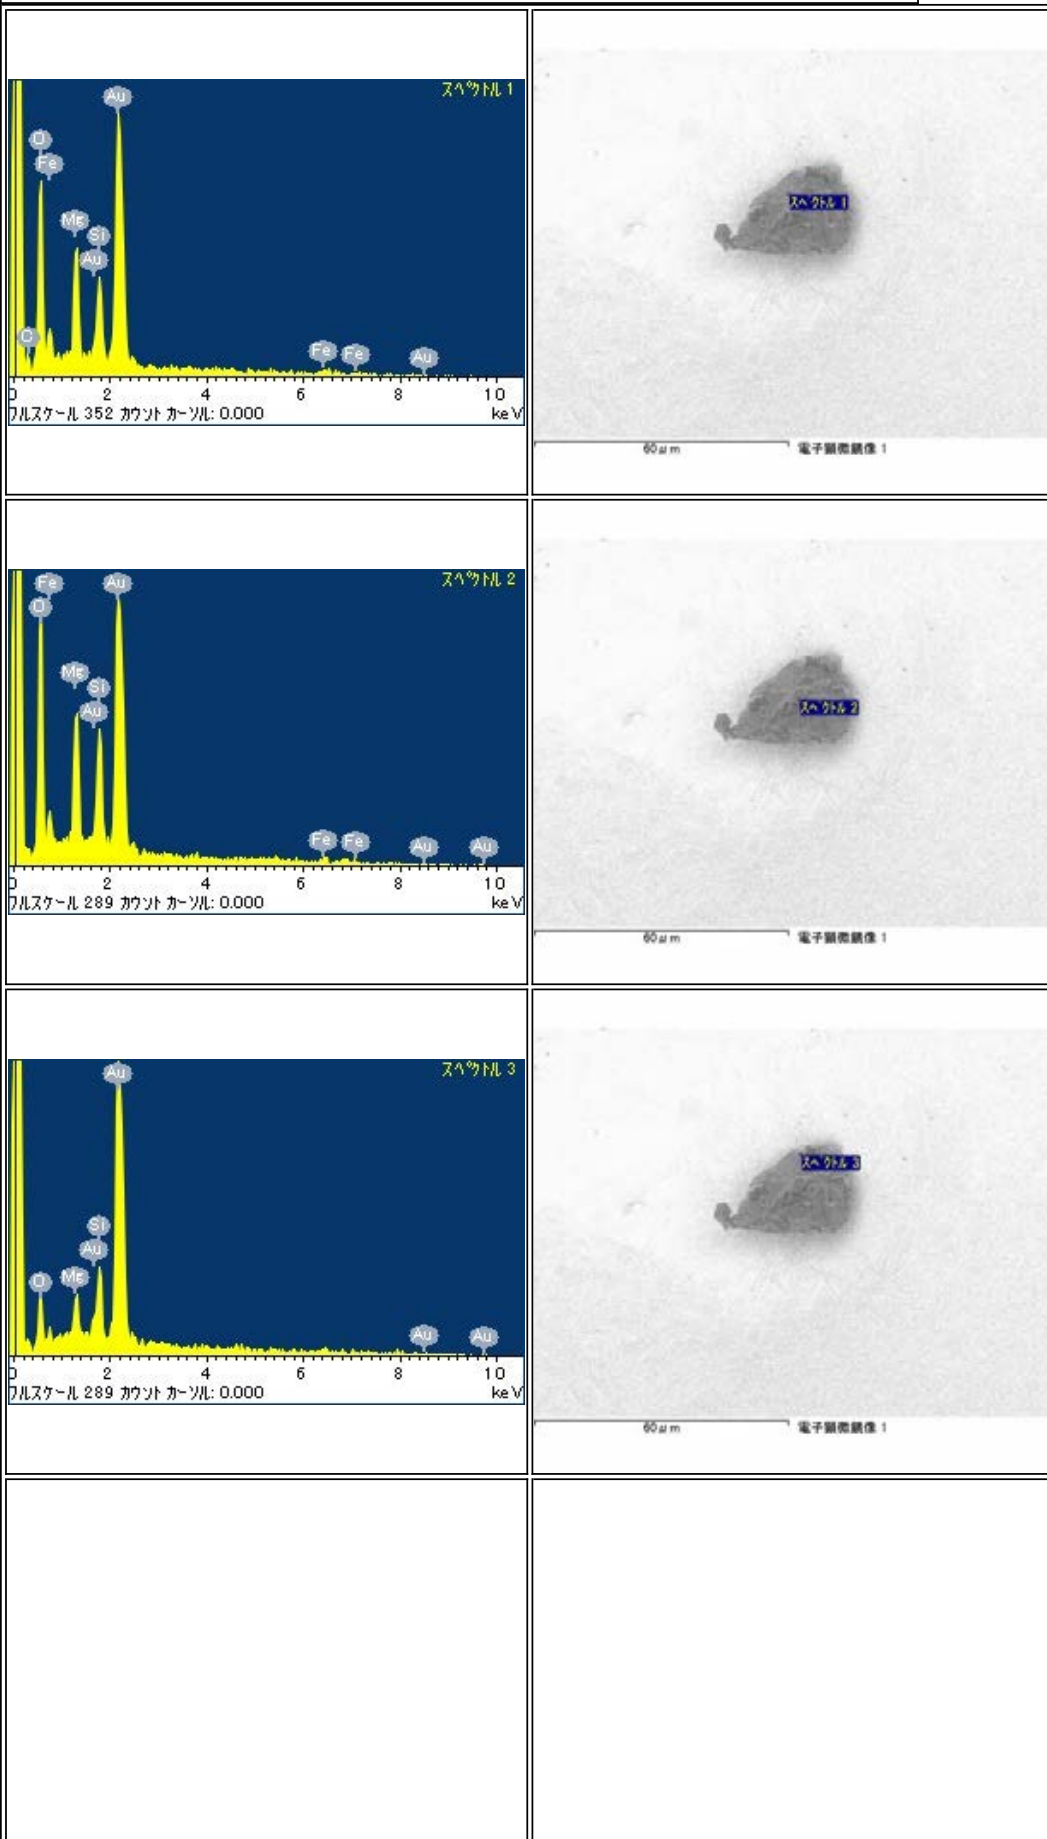 スペクトル 1
Au
O
Fe
Mg
Si
Au
C
Fe Fe Au
0 2 4 6 8 10
フルスケール 352 カウント カーソル: 0.000 keV
スペクトル 1
60μm 電子顕微鏡像 1
スペクトル 2
Fe Au
O
Mg
Si
Au
Fe Fe Au Au
0 2 4 6 8 10
フルスケール 289 カウント カーソル: 0.000 keV
スペクトル 2
60μm 電子顕微鏡像 1
スペクトル 3
Au
Si
Au
O Mg
Au Au
0 2 4 6 8 10
フルスケール 289 カウント カーソル: 0.000 keV
スペクトル 3
60μm 電子顕微鏡像 1